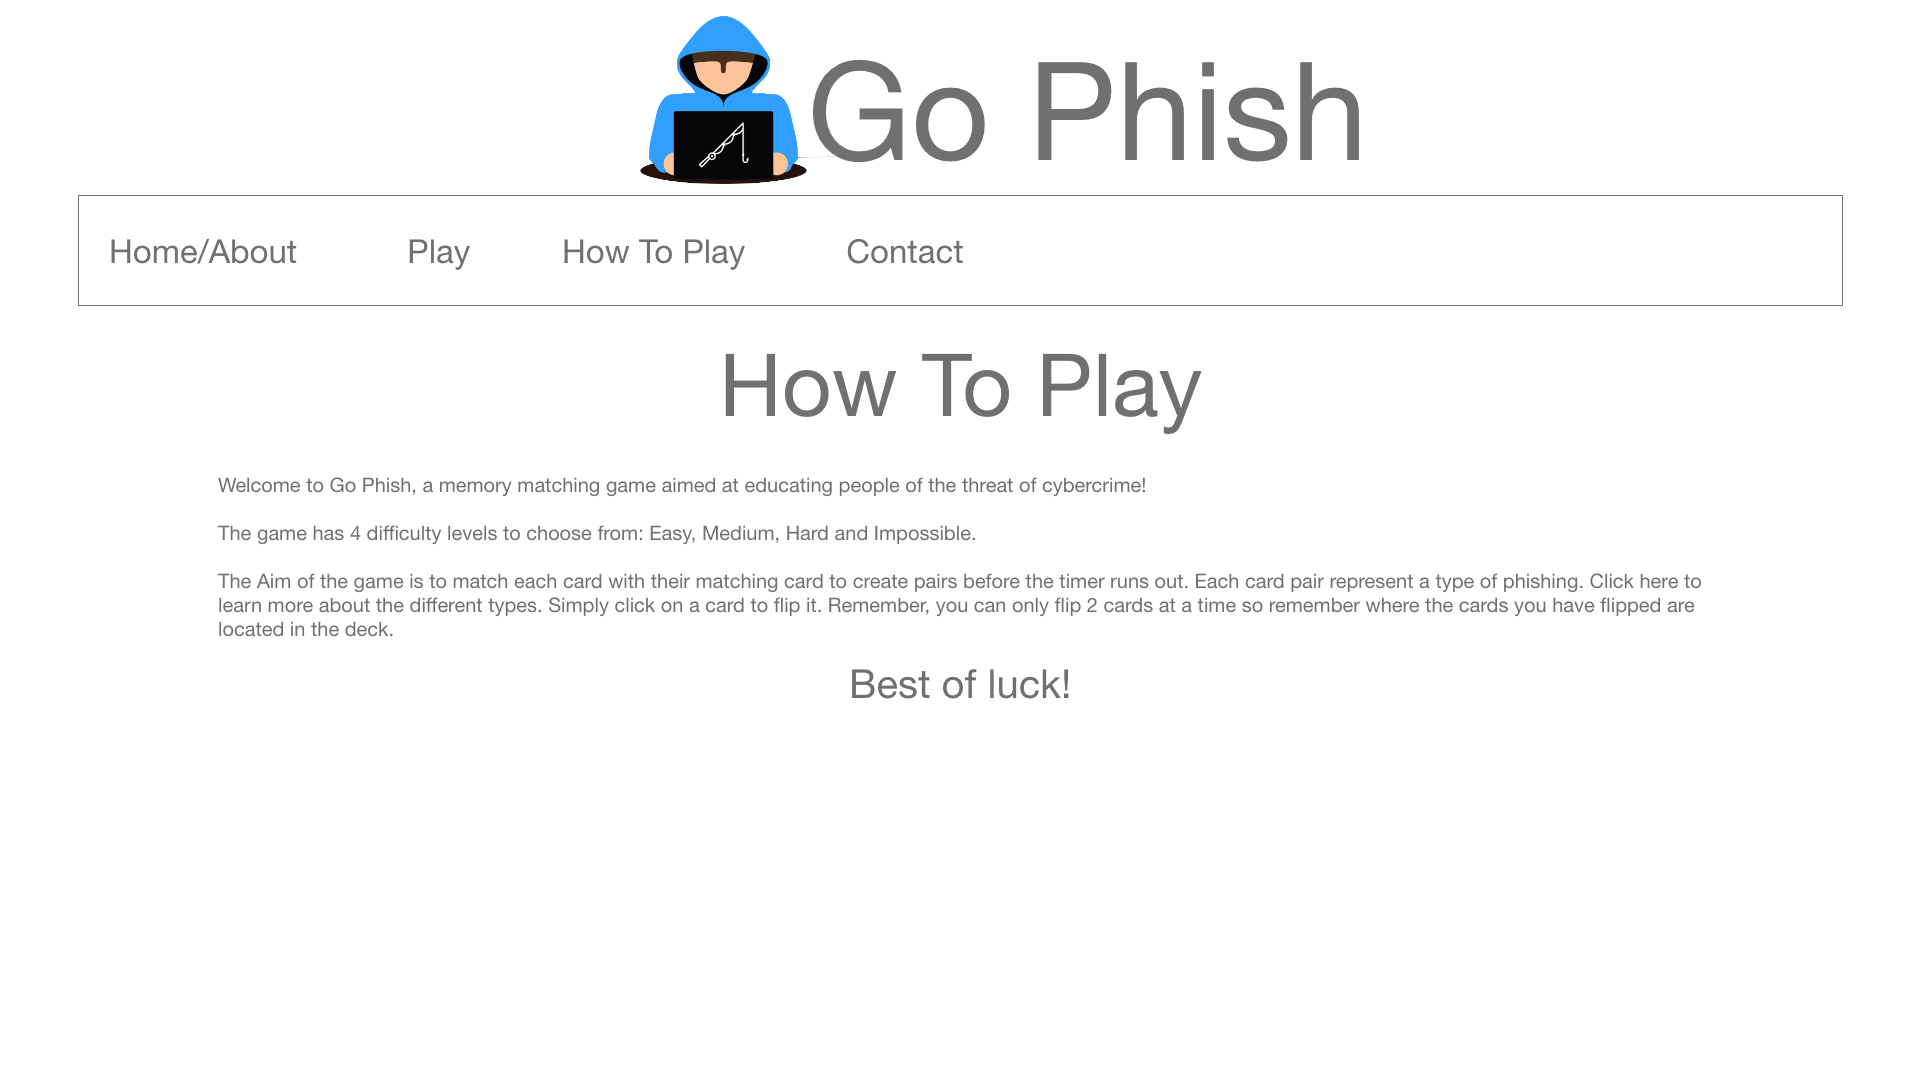 Go Phish
Home/About Play How To Play Contact
How To Play
Welcome to Go Phish, a memory matching game aimed at educating people of the threat of cybercrime!
The game has 4 difficulty levels to choose from: Easy, Medium, Hard and Impossible.
The Aim of the game is to match each card with their matching card to create pairs before the timer runs out. Each card pair represent a type of phishing. Click here to
learn more about the different types. Simply click on a card to flip it. Remember, you can only flip 2 cards at a time so remember where the cards you have flipped are
located in the deck.
Best of luck!